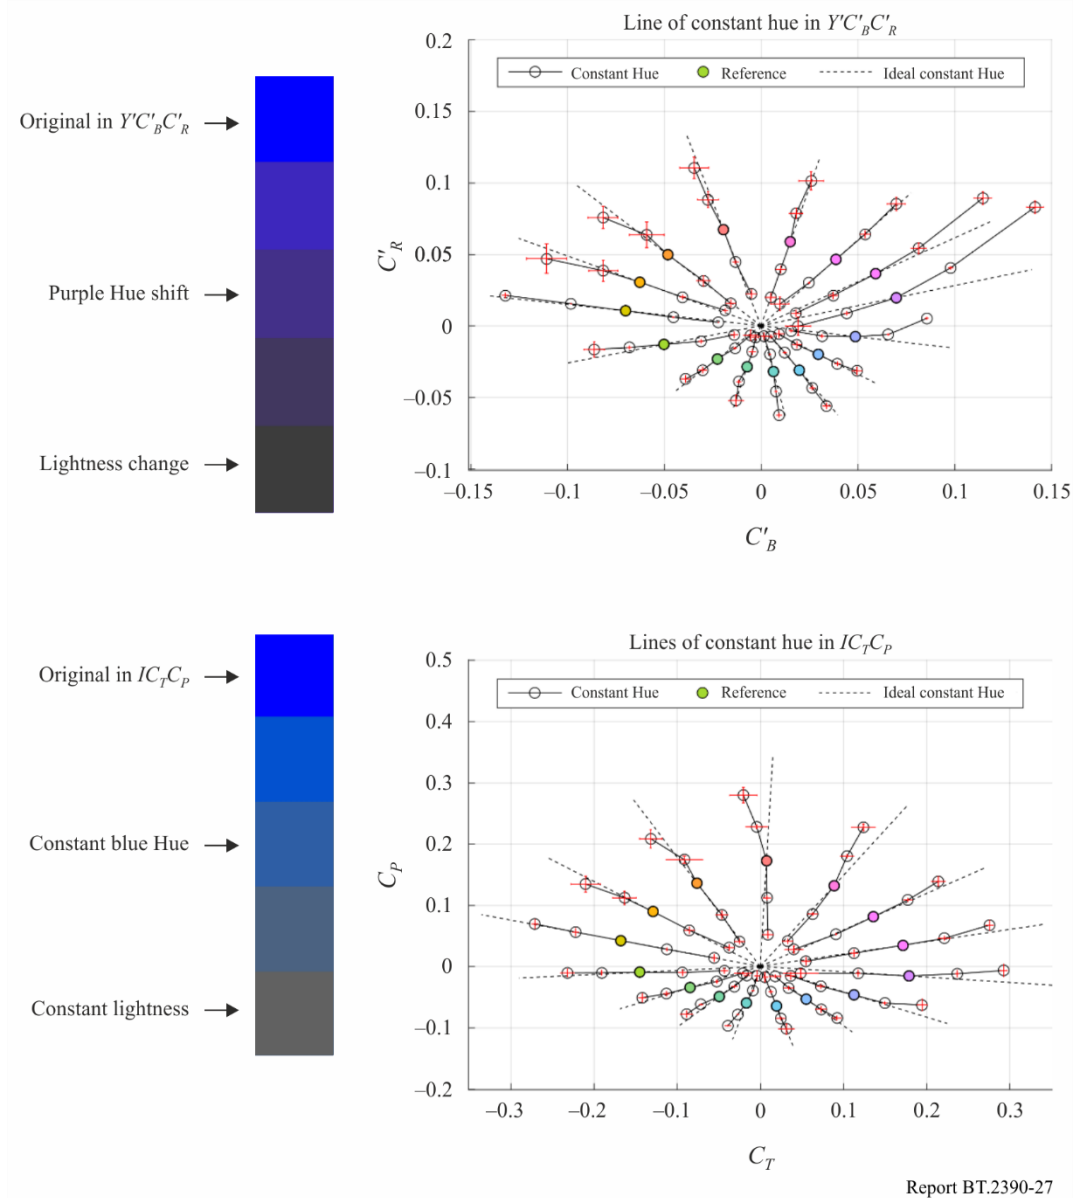 Line of constant hue in Y′C′BC′R
0.2
Constant Hue
Reference
Ideal constant Hue
0.15
Original in Y′C′BC′R
0.1
0.05
C′R
Purple Hue shift
0
–0.05
Lightness change
–0.1
–0.15
–0.1
–0.05
0
0.05
0.1
0.15
C′B
Lines of constant hue in ICTCP
0.5
Original in ICTCP
Constant Hue
Reference
Ideal constant Hue
0.4
0.3
0.2
Constant blue Hue
CP
0.1
0
Constant lightness
–0.1
–0.2
–0.3
–0.2
–0.1
0
0.1
0.2
0.3
CT
Report BT.2390-27